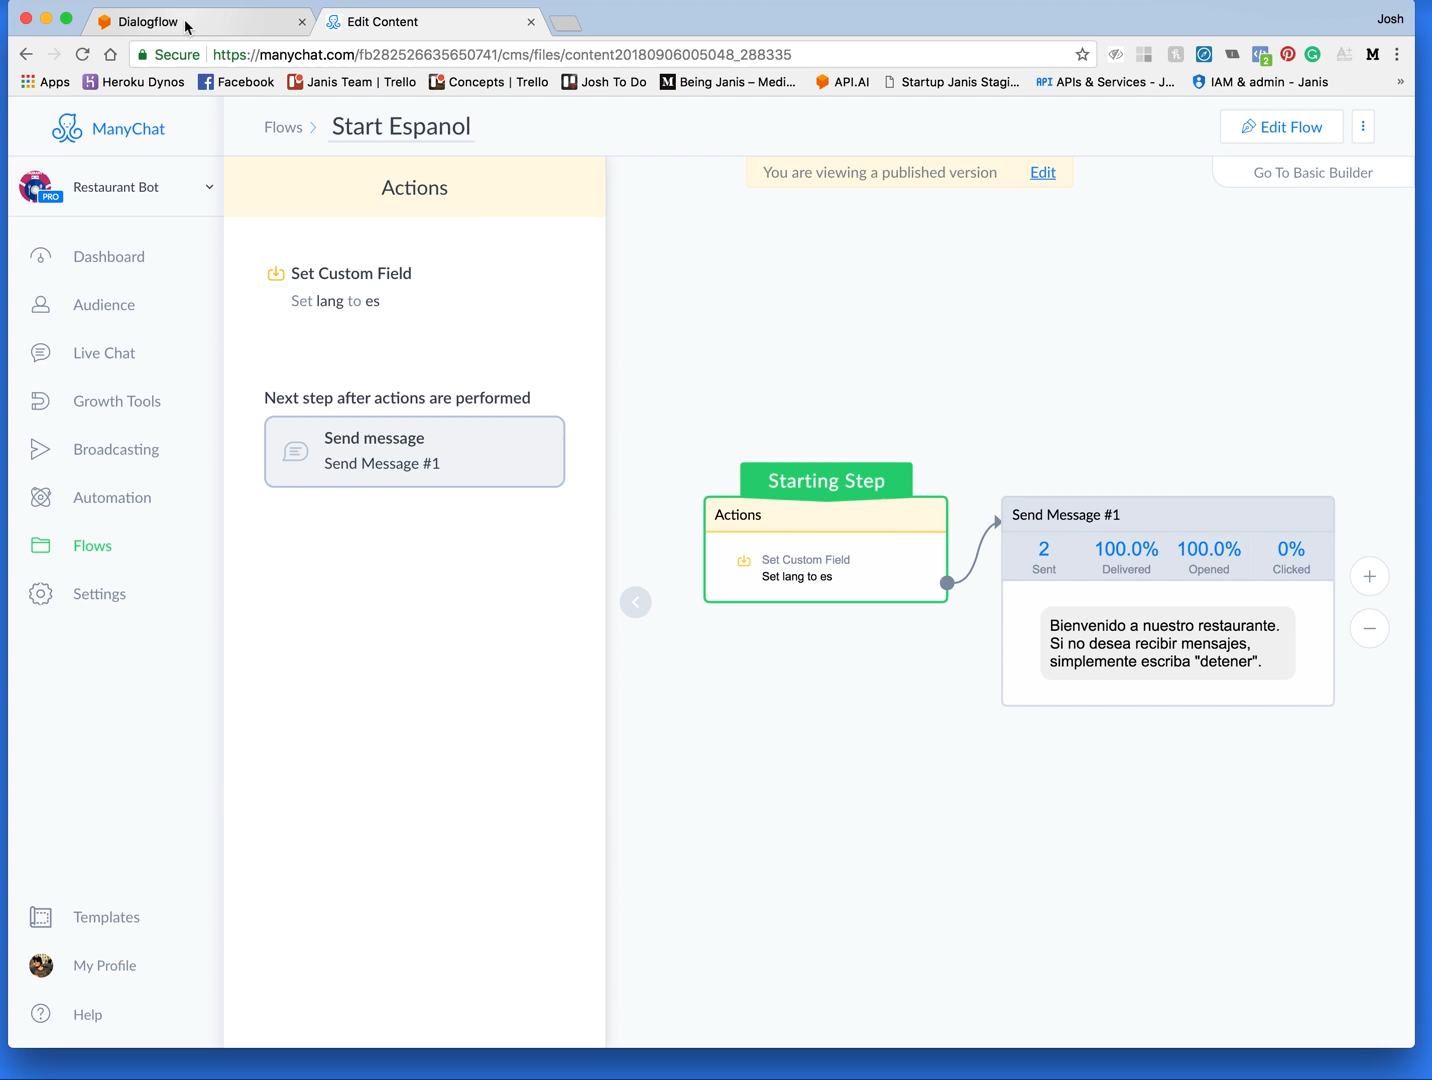 Dialogflow
Edit Content
Josh
Secure
https://manychat.com/fb282526635650741/cms/files/content20180906005048_288335
2
M
Apps
Heroku Dynos
Facebook
Janis Team | Trello
Concepts | Trello
Josh To Do
M
Being Janis – Medi...
API.AI
Startup Janis Stagi...
API
APIs & Services - J...
IAM & admin - Janis
»
ManyChat
Flows
Start Espanol
Edit Flow
PRO
Restaurant Bot
Actions
You are viewing a published version
Edit
Go To Basic Builder
Dashboard
Audience
Live Chat
Growth Tools
Broadcasting
Automation
Flows
Settings
Templates
My Profile
Help
Set Custom Field
Set lang to es
Next step after actions are performed
Send message
Send Message #1
Starting Step
Actions
Set Custom Field
Set lang to es
Send Message #1
2 100.0% 100.0% 0%
Sent Delivered Opened Clicked
Bienvenido a nuestro restaurante.
Si no desea recibir mensajes,
simplemente escriba "detener".